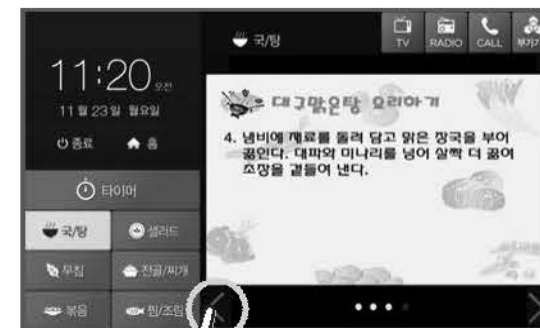 국/탕
TV
RADIO
CALL
부가기
11:20 오전
11월 23일 월요일
종료
홈
타이머
국/탕
샐러드
무침
전골/찌개
볶음
찜/조림
대구맑은탕 요리하기
4. 냄비에 재료를 돌려 담고 맑은 장국을 부어
끓인다. 대파와 미나리를 넣어 살짝 더 끓여
초장을 곁들여 낸다.